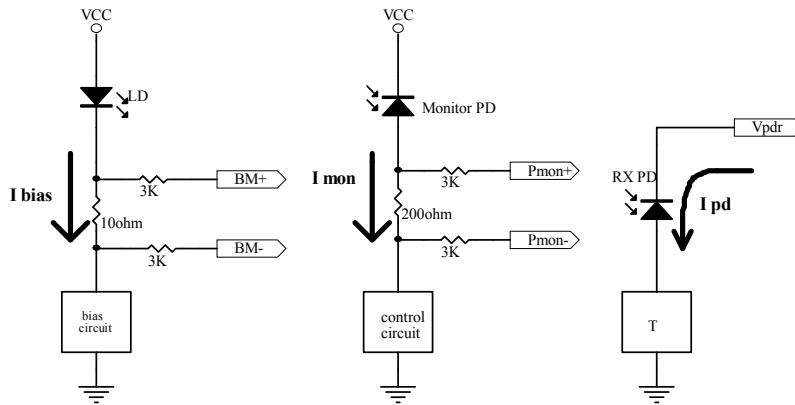 VCC
LD
I bias
3K
BM+
10ohm
3K
BM-
bias
circuit
VCC
Monitor PD
I mon
3K
Pmon+
200ohm
3K
Pmon-
control
circuit
Vpdr
RX PD
I pd
T